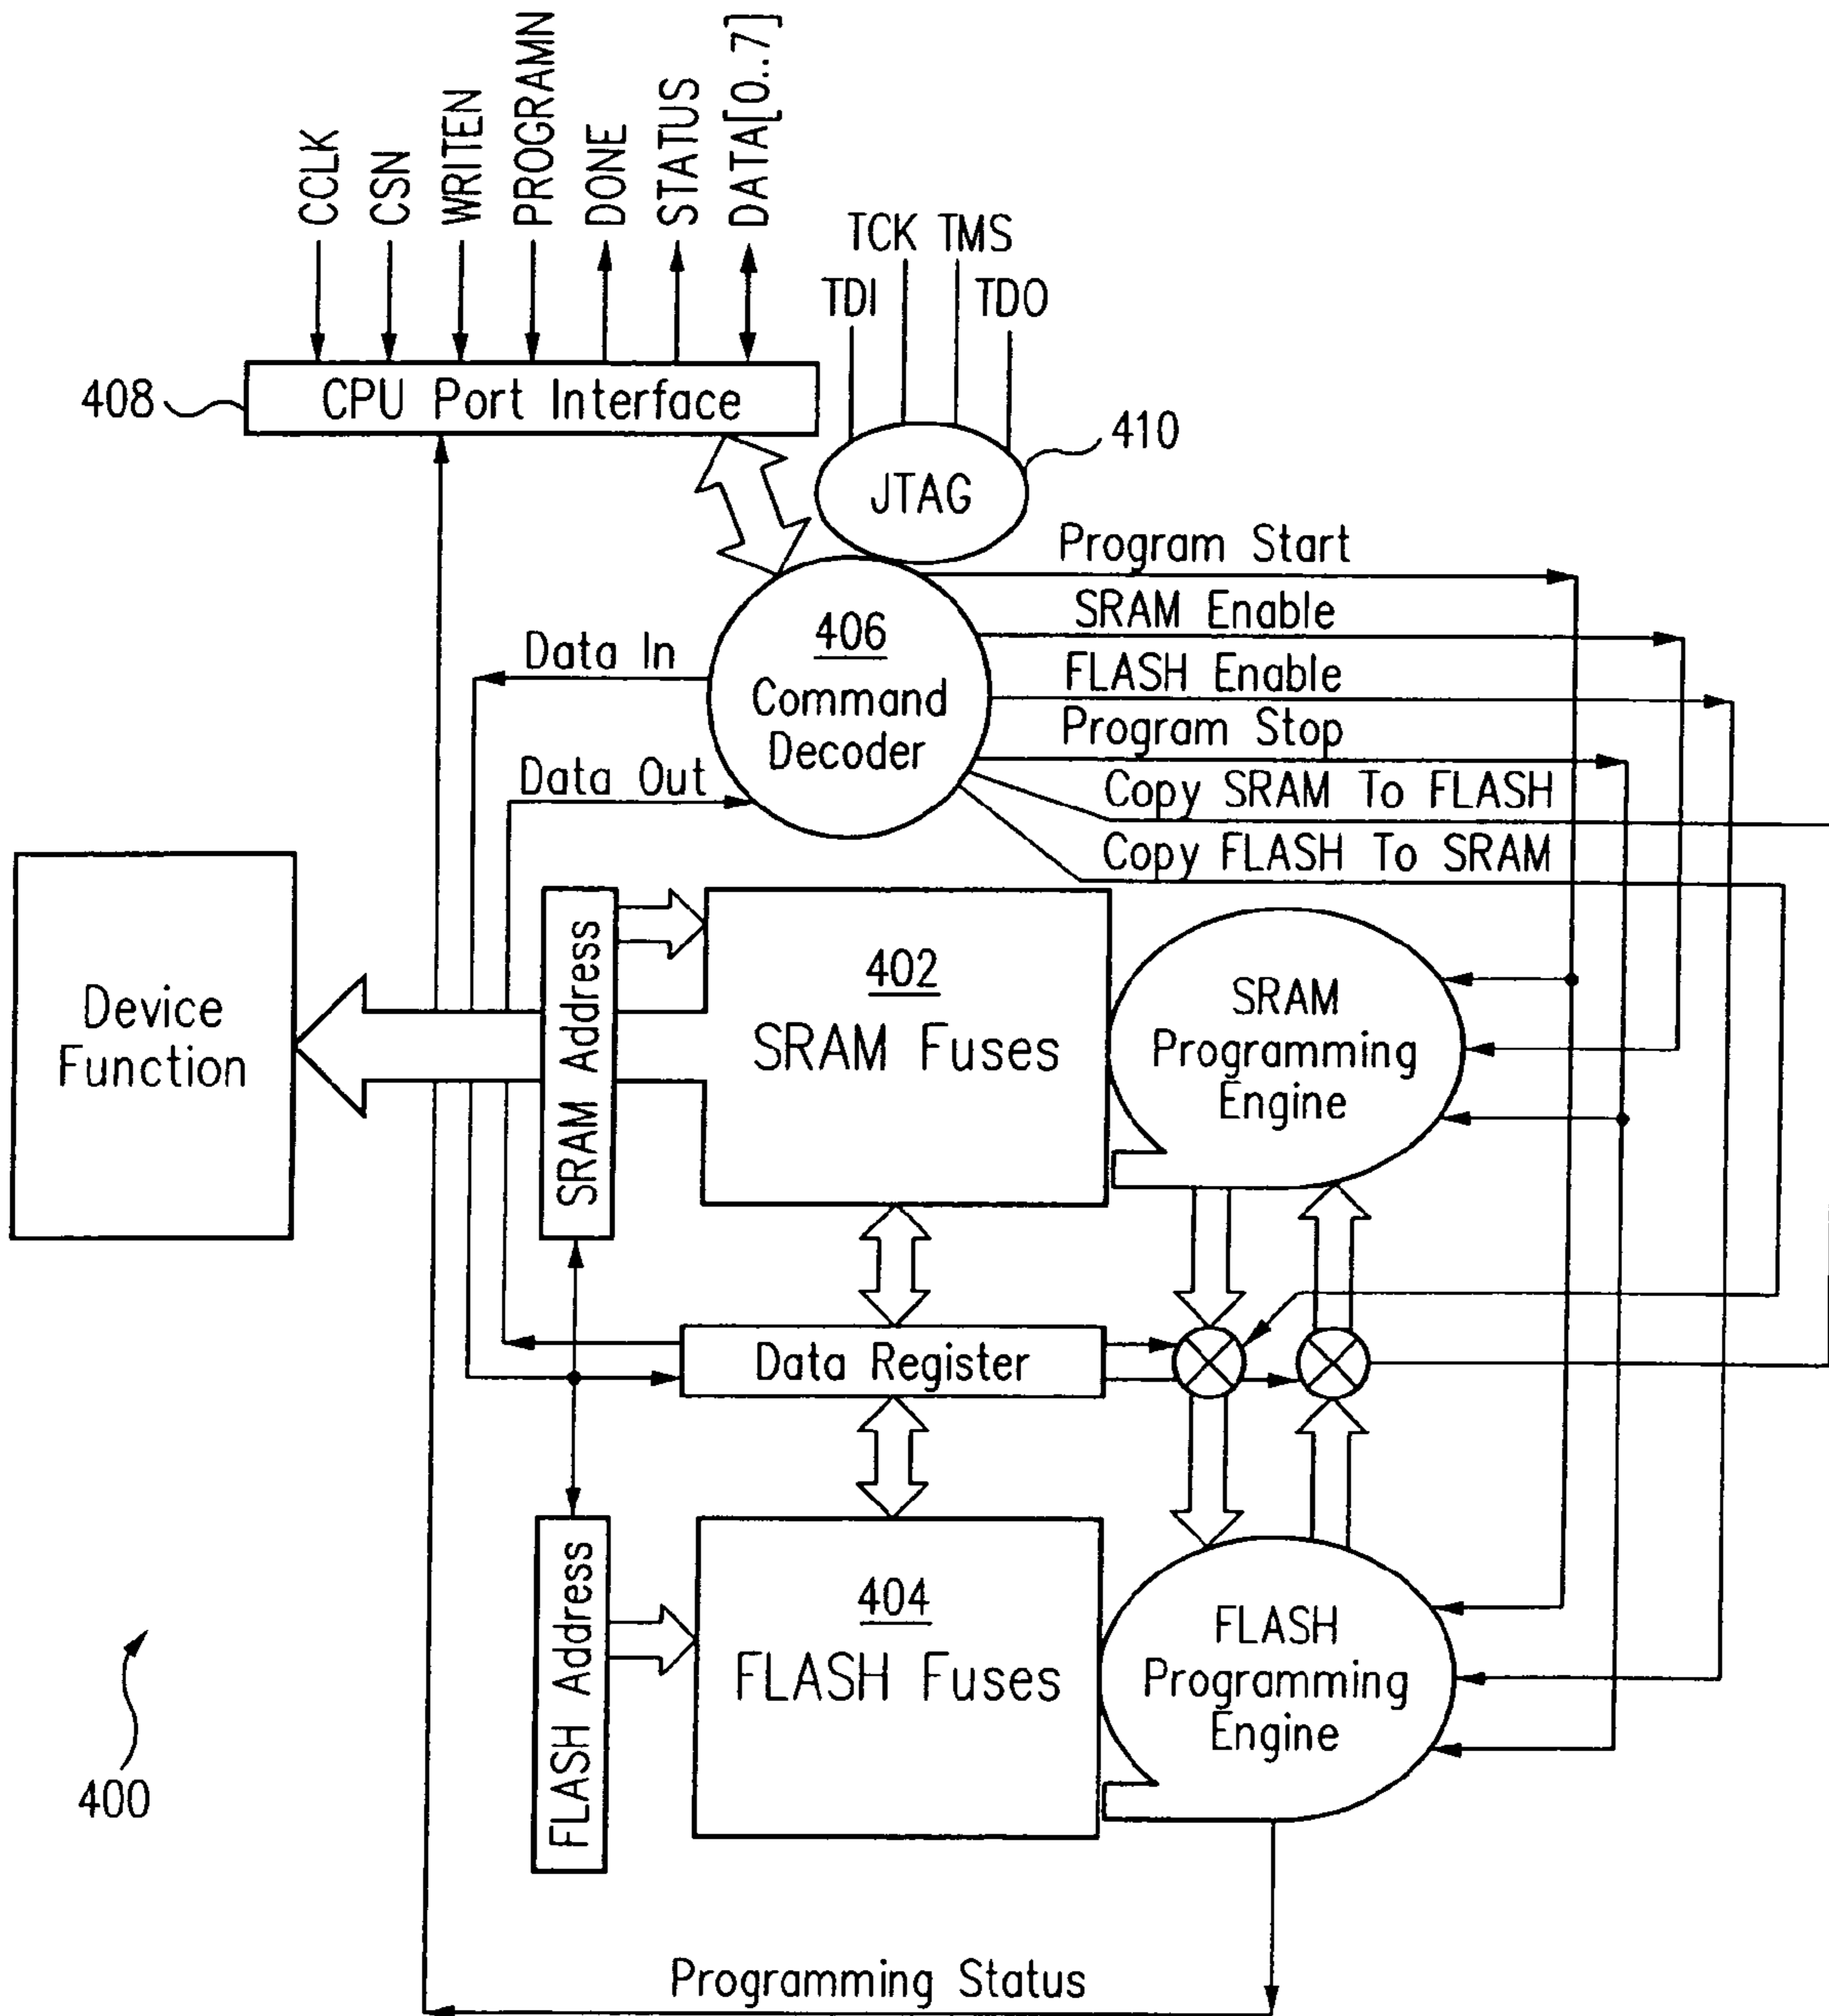 CCLK
CSN
WRITEN
PROGRAMN
DONE
STATUS
DATA[0..7]
TCK TMS
TDI TDO
408
CPU Port Interface
410
JTAG
Program Start
SRAM Enable
FLASH Enable
Program Stop
Copy SRAM To FLASH
Copy FLASH To SRAM
406
Command
Decoder
Data In
Data Out
Device
Function
SRAM Address
402
SRAM Fuses
SRAM
Programming
Engine
Data Register
FLASH Address
404
FLASH Fuses
FLASH
Programming
Engine
400
Programming Status